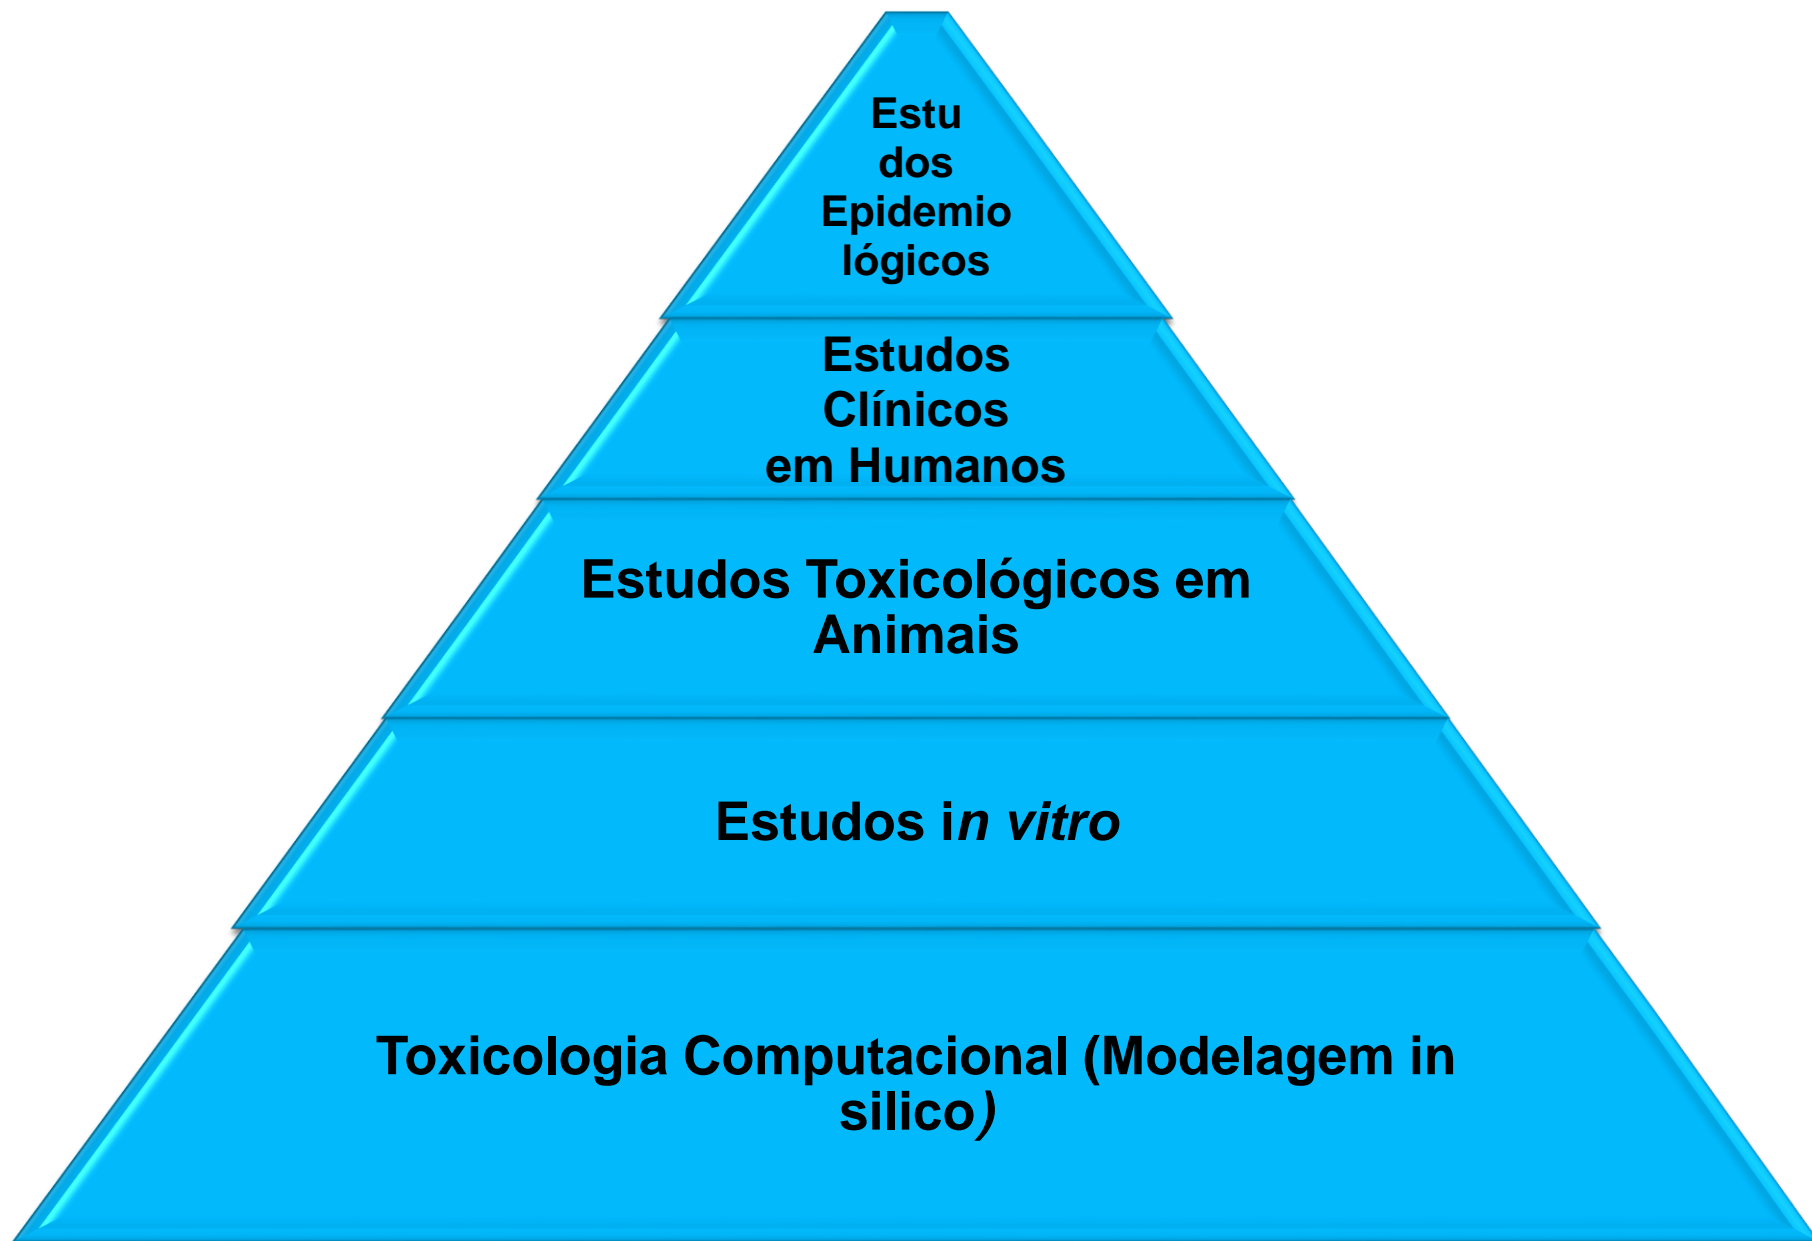 Estu
dos
Epidemio
lógicos
Estudos
Clínicos
em Humanos
Estudos Toxicológicos em
Animais
Estudos in vitro
Toxicologia Computacional (Modelagem in
silico)